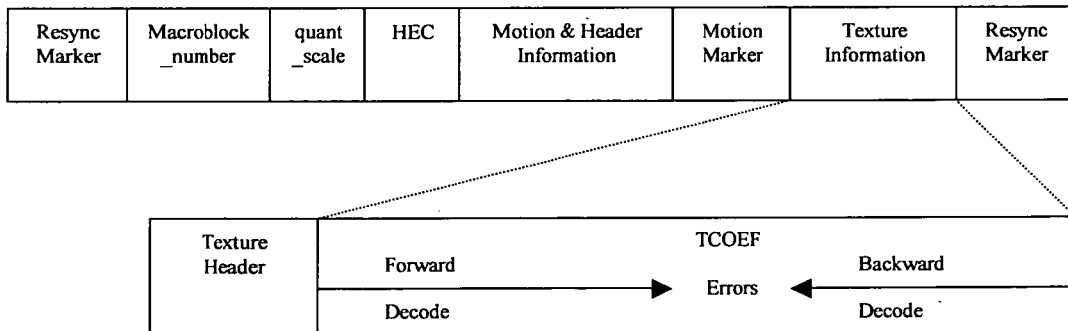 Resync
Marker
Macroblock
_number
quant
_scale
HEC
Motion & Header
Information
Motion
Marker
Texture
Information
Resync
Marker
Texture
Header
TCOEF
Forward
Decode
Errors
Backward
Decode